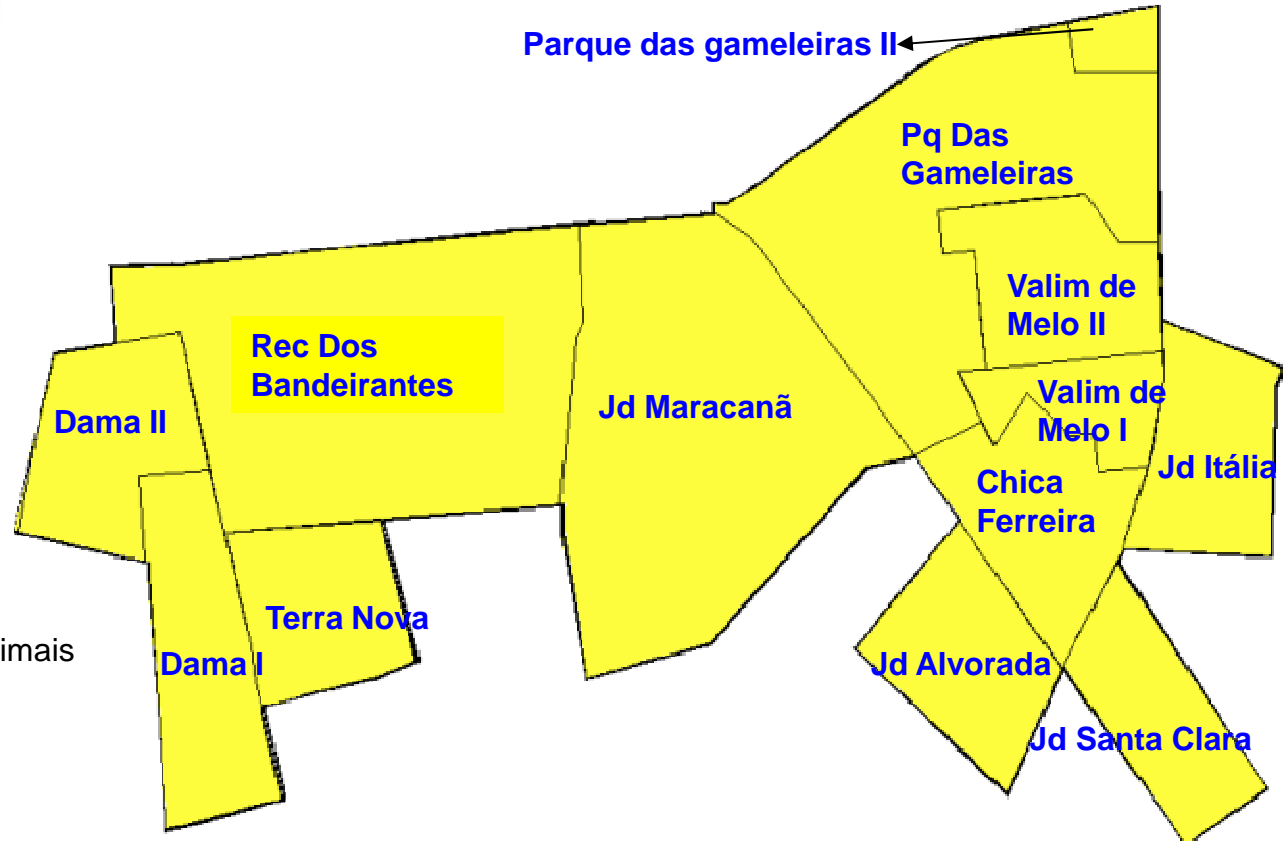 Parque das gameleiras II
Pq Das
Gameleiras
Valim de
Melo II
Rec Dos
Bandeirantes
Valim de
Melo I
Jd Maracanã
Dama II
Jd Itália
Chica
Ferreira
Terra Nova
imais
Dama I
Jd Alvorada
Jd Santa Clara